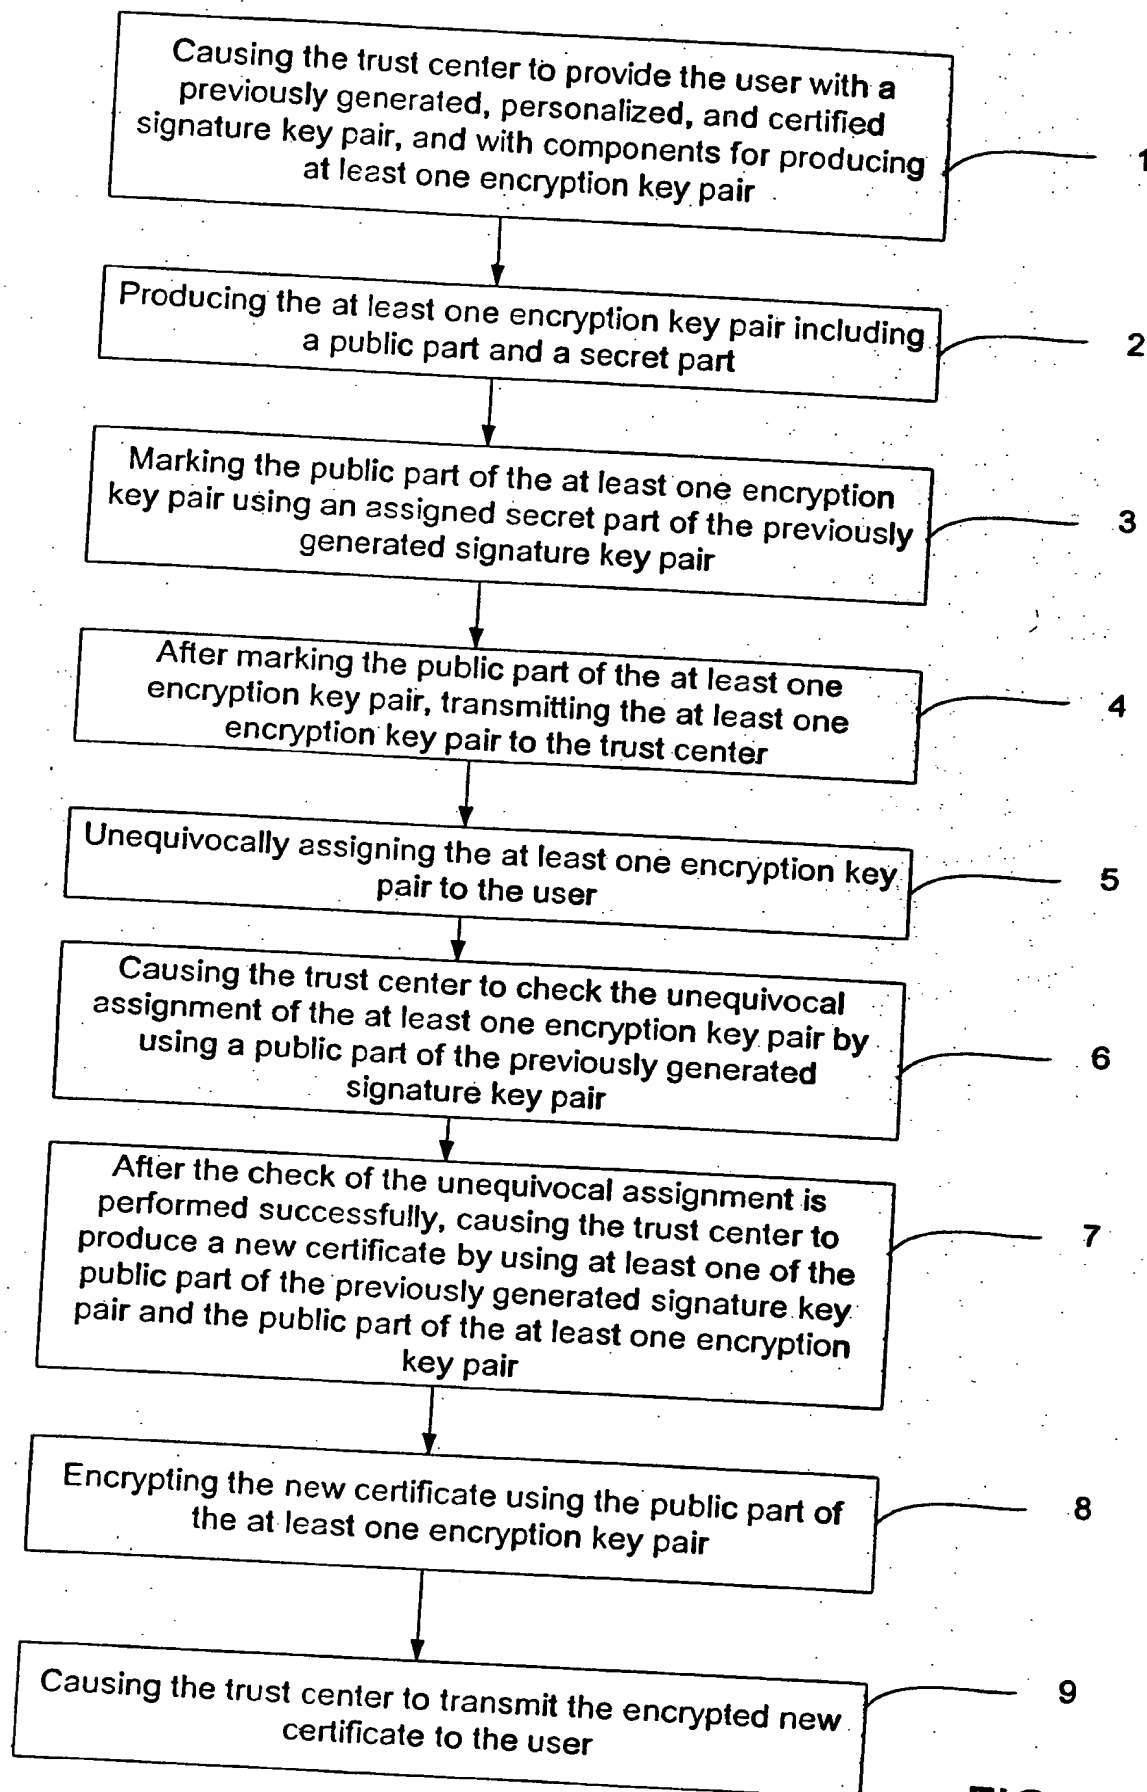 Causing the trust center to provide the user with a
previously generated, personalized, and certified
signature key pair, and with components for producing
at least one encryption key pair
1
Producing the at least one encryption key pair including
a public part and a secret part
2
Marking the public part of the at least one encryption
key pair using an assigned secret part of the previously
generated signature key pair
3
After marking the public part of the at least one
encryption key pair, transmitting the at least one
encryption key pair to the trust center
4
Unequivocally assigning the at least one encryption key
pair to the user
5
Causing the trust center to check the unequivocal
assignment of the at least one encryption key pair by
using a public part of the previously generated
signature key pair
6
After the check of the unequivocal assignment is
performed successfully, causing the trust center to
produce a new certificate by using at least one of the
public part of the previously generated signature key
pair and the public part of the at least one encryption
key pair
7
Encrypting the new certificate using the public part of
the at least one encryption key pair
8
Causing the trust center to transmit the encrypted new
certificate to the user
9